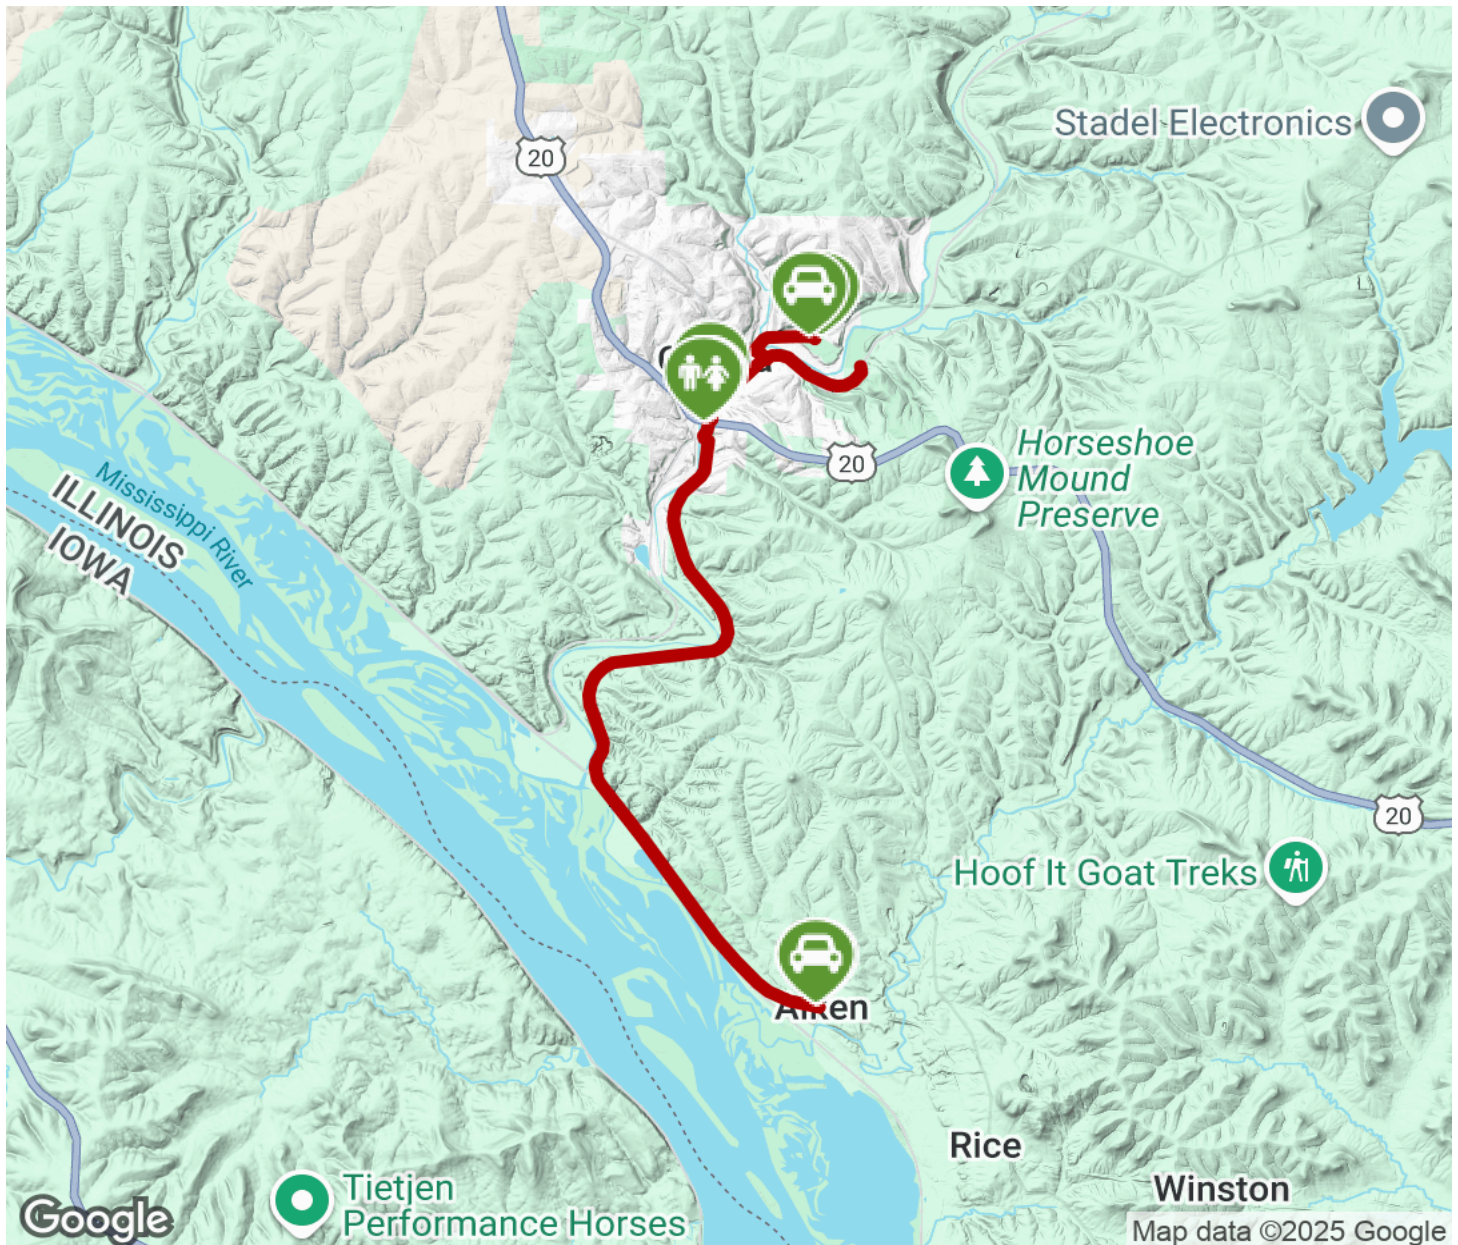 20
Stadel Electronics
20
Horseshoe
Mound
Preserve
Mississippi River
ILLINOIS
IOWA
20
Hoof It Goat Treks
Rice
Winston
Tietjen
Performance Horses
Google
Map data ©2025 Google